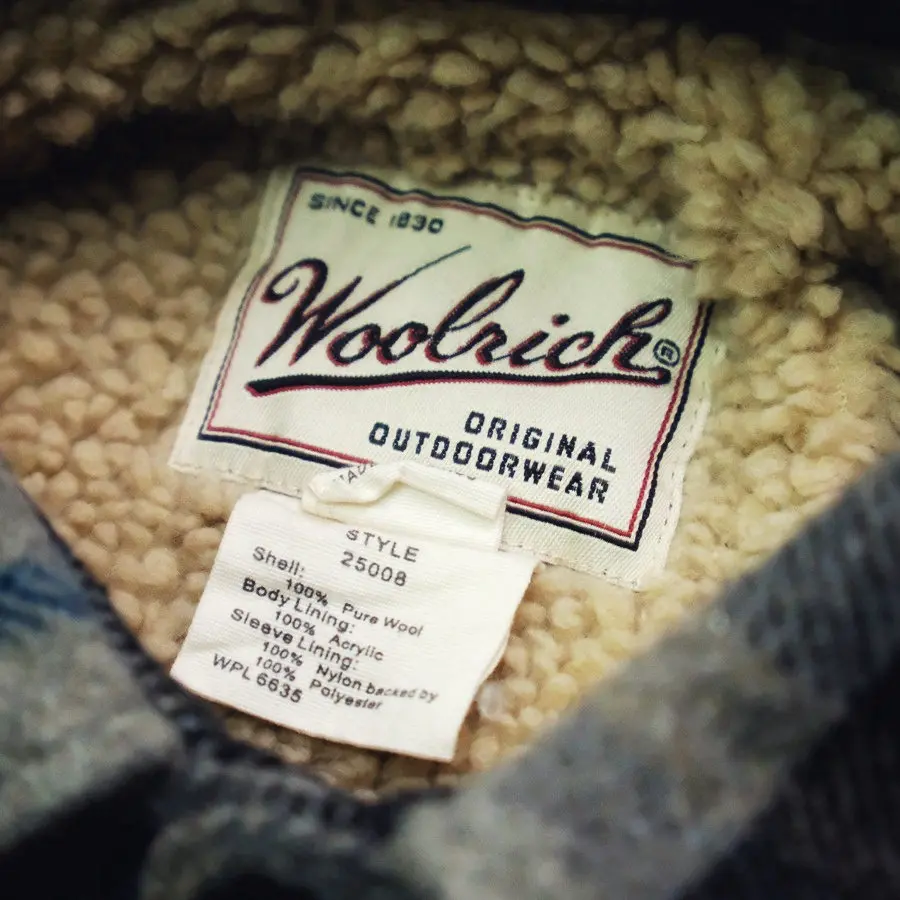 SINCE 1830
Woolrich®
ORIGINAL
OUTDOORWEAR
STYLE
25008
Shell:
100% Pure Wool
Body Lining:
100% Acrylic
Sleeve Lining:
100% Nylon backed by
100% Polyester
WPL 6635